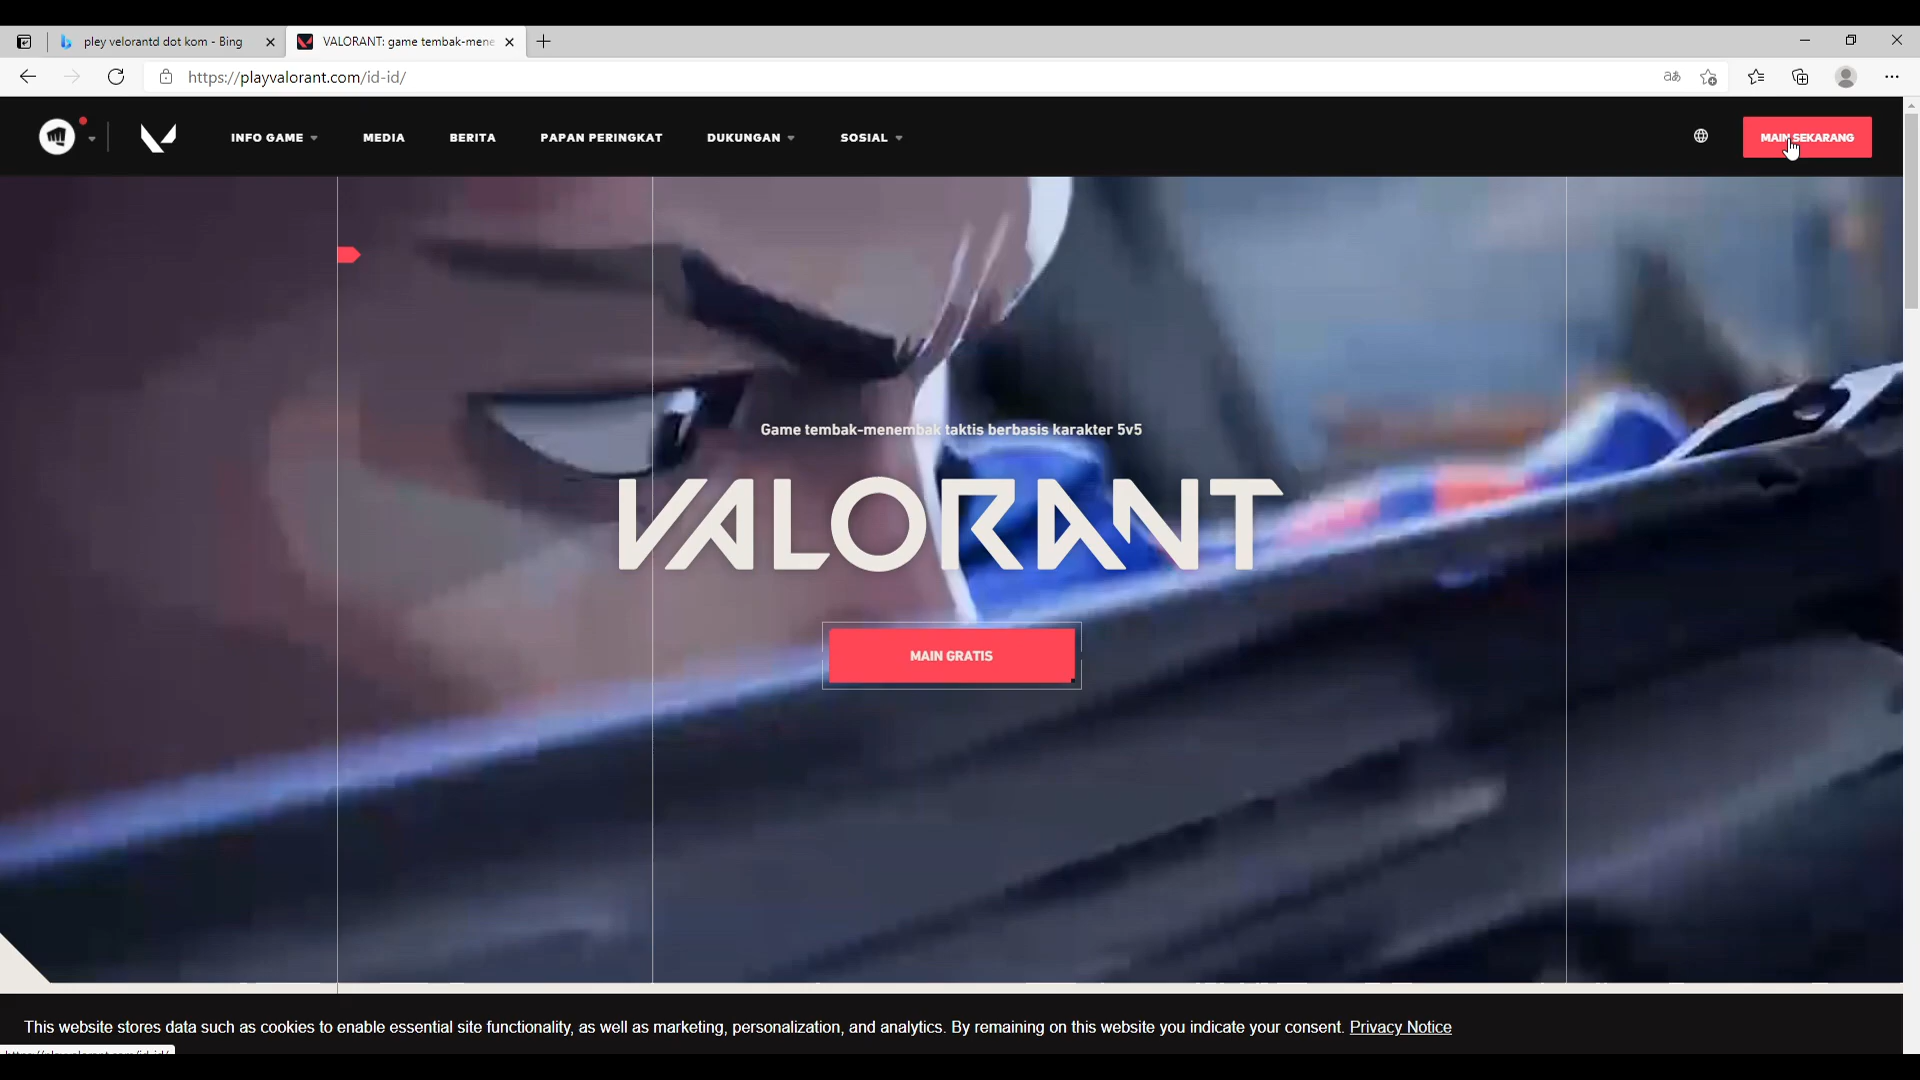 pley velorantd dot kom - Bing
VALORANT: game tembak-mene
https://playvalorant.com/id-id/
INFO GAME
MEDIA
BERITA
PAPAN PERINGKAT
DUKUNGAN
SOSIAL
MAIN SEKARANG
Game tembak-menembak taktis berbasis karakter 5v5
VALORANT
MAIN GRATIS
This website stores data such as cookies to enable essential site functionality, as well as marketing, personalization, and analytics. By remaining on this website you indicate your consent. Privacy Notice